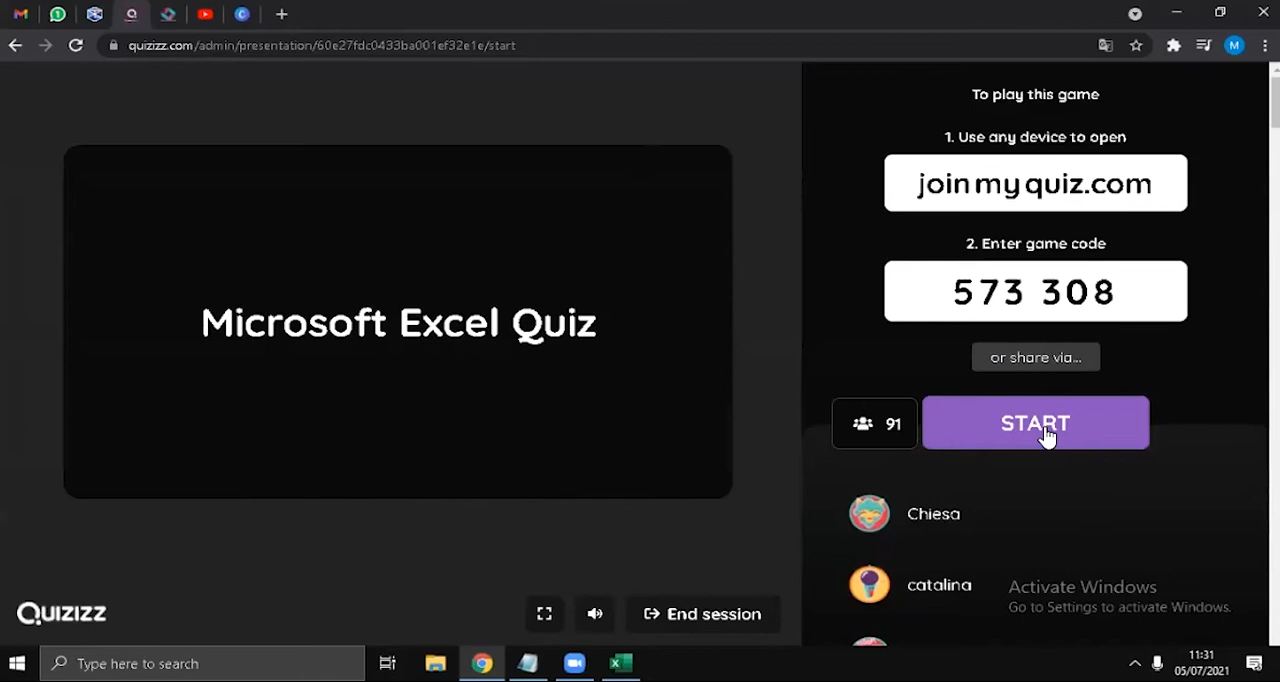 quizizz.com/admin/presentation/60e27fdc0433ba001ef32e1e/start
M
Microsoft Excel Quiz
To play this game
1. Use any device to open
joinmyquiz.com
2. Enter game code
573 308
or share via...
91
START
Chiesa
catalina
Activate Windows
Go to Settings to activate Windows.
Quizizz
End session
Type here to search
11:31
05/07/2021